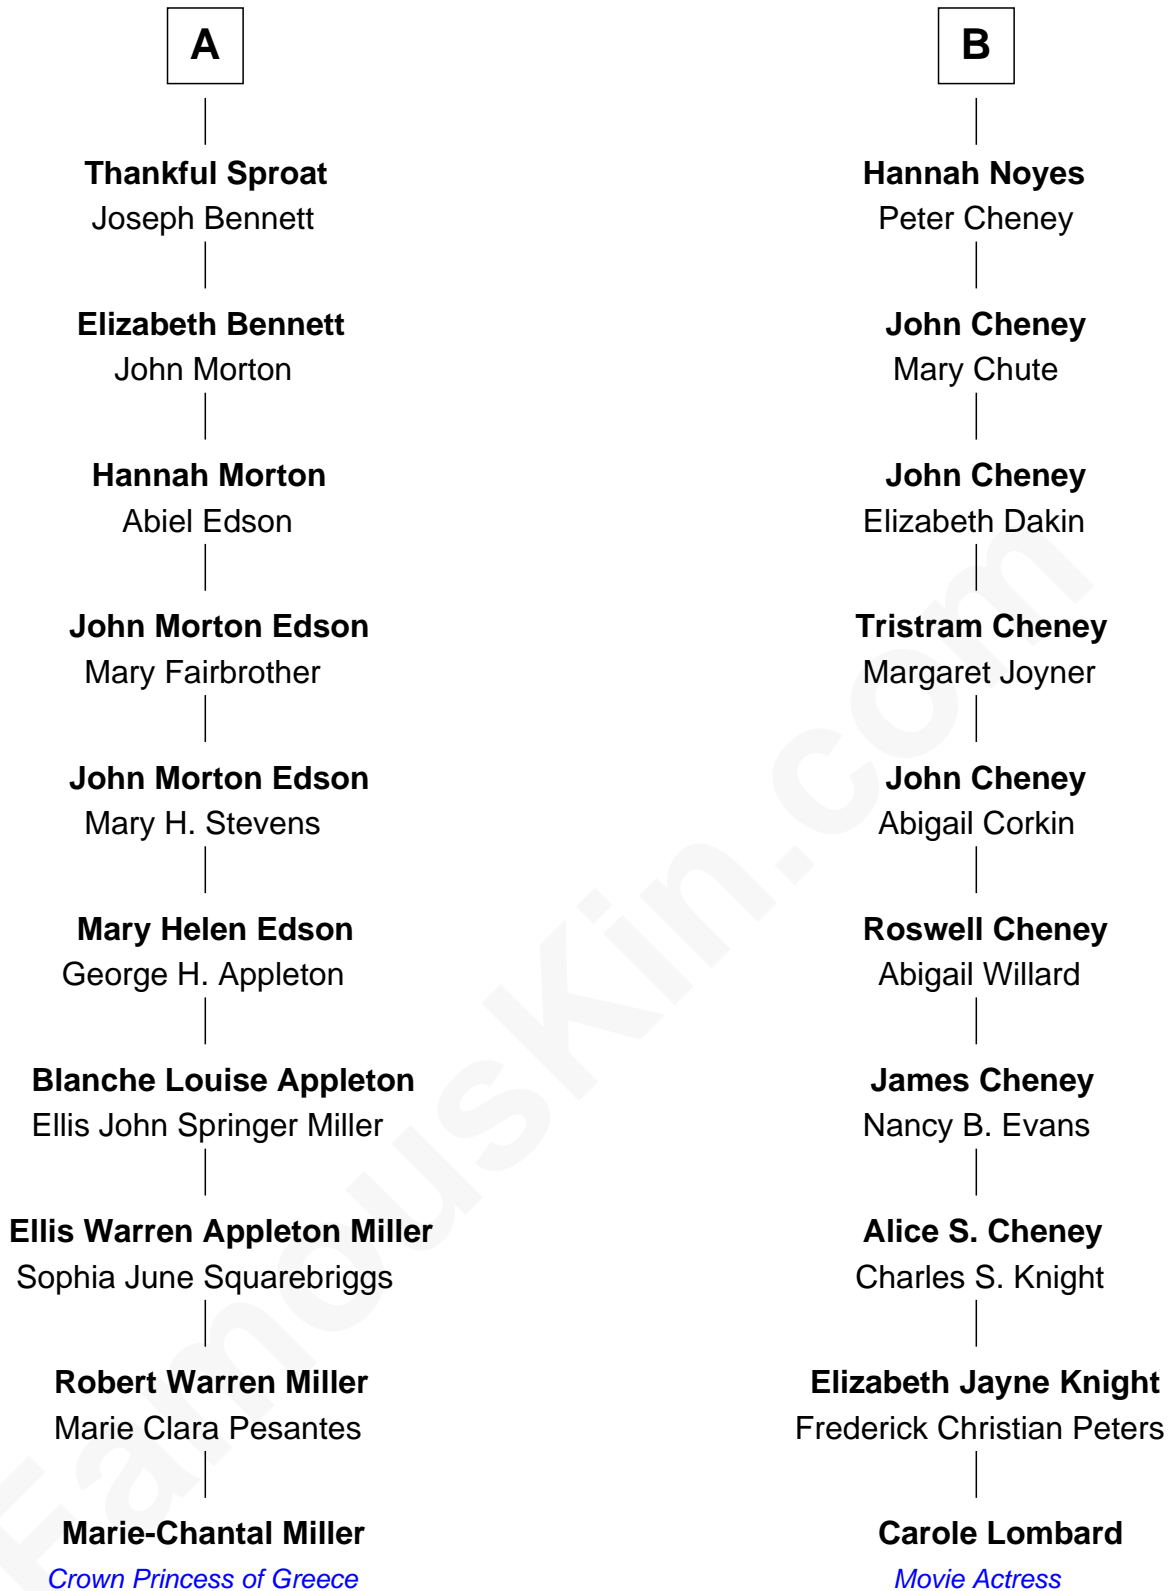 A
Thankful Sproat
Joseph Bennett
Elizabeth Bennett
John Morton
Hannah Morton
Abiel Edson
John Morton Edson
Mary Fairbrother
John Morton Edson
Mary H. Stevens
Mary Helen Edson
George H. Appleton
Blanche Louise Appleton
Ellis John Springer Miller
Ellis Warren Appleton Miller
Sophia June Squarebriggs
Robert Warren Miller
Marie Clara Pesantes
Marie-Chantal Miller
Crown Princess of Greece
B
Hannah Noyes
Peter Cheney
John Cheney
Mary Chute
John Cheney
Elizabeth Dakin
Tristram Cheney
Margaret Joyner
John Cheney
Abigail Corkin
Roswell Cheney
Abigail Willard
James Cheney
Nancy B. Evans
Alice S. Cheney
Charles S. Knight
Elizabeth Jayne Knight
Frederick Christian Peters
Carole Lombard
Movie Actress
FamousKin.com